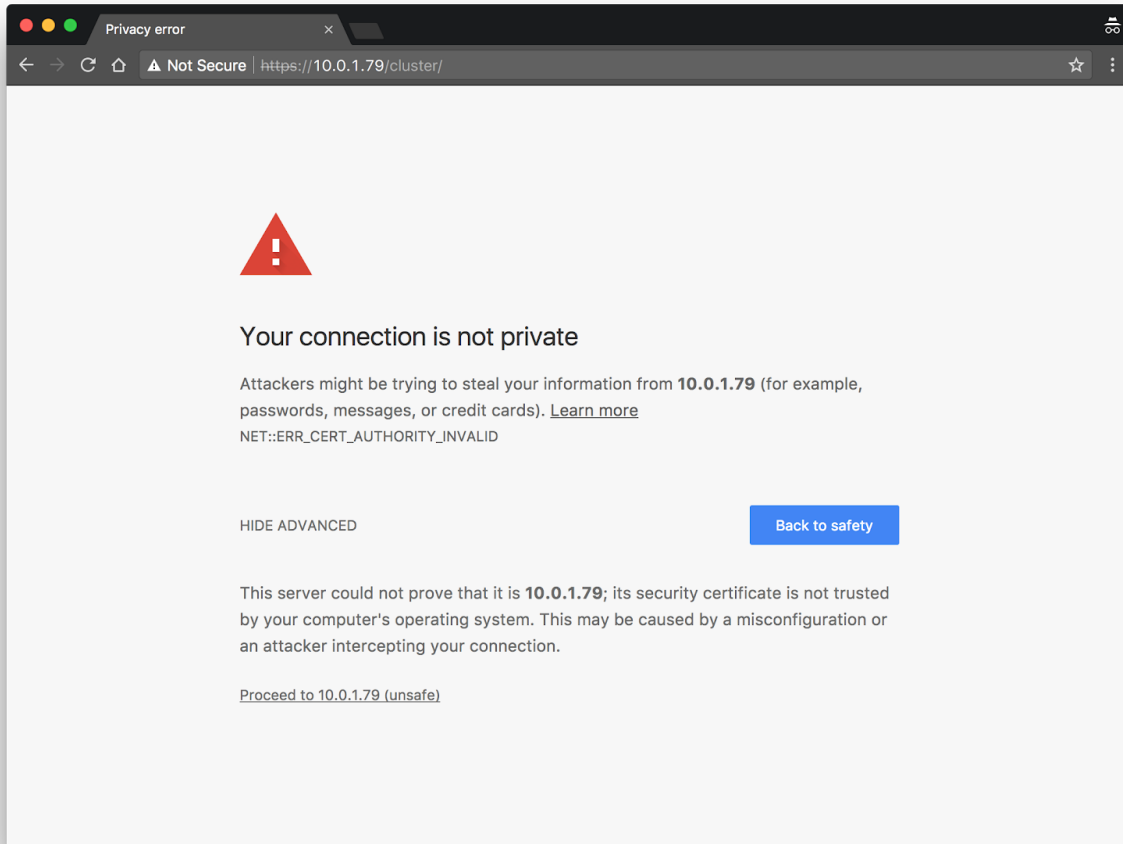 Privacy error
Not Secure https://10.0.1.79/cluster/
Your connection is not private
Attackers might be trying to steal your information from 10.0.1.79 (for example,
passwords, messages, or credit cards). Learn more
NET::ERR_CERT_AUTHORITY_INVALID
HIDE ADVANCED
Back to safety
This server could not prove that it is 10.0.1.79; its security certificate is not trusted
by your computer's operating system. This may be caused by a misconfiguration or
an attacker intercepting your connection.
Proceed to 10.0.1.79 (unsafe)